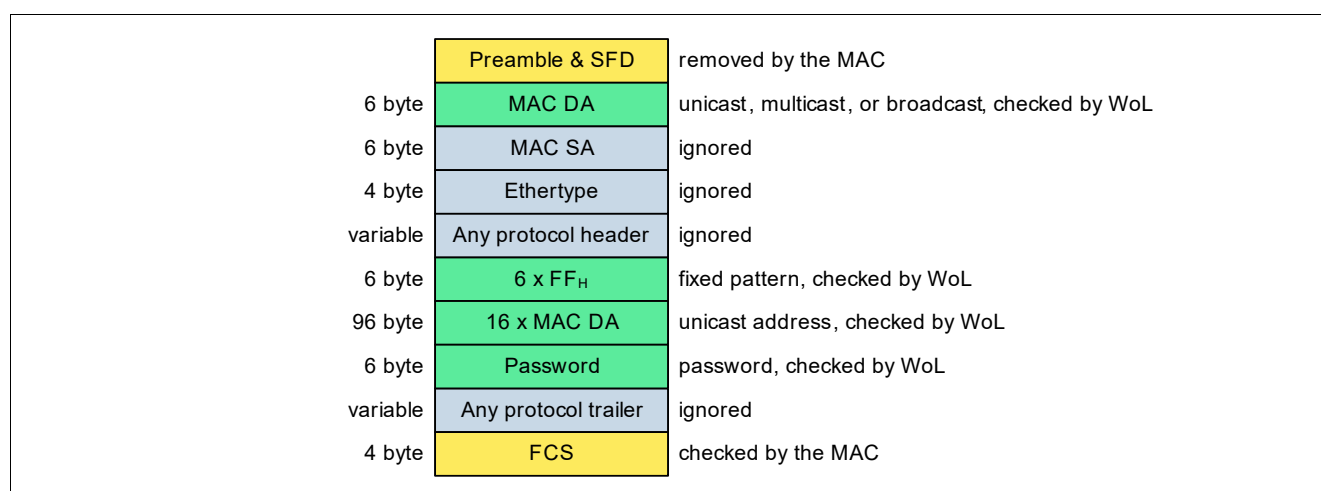 Preamble & SFD removed by the MAC
6 byte MAC DA unicast, multicast, or broadcast, checked by WoL
6 byte MAC SA ignored
4 byte Ethertype ignored
variable Any protocol header ignored
6 byte 6 x FFH fixed pattern, checked by WoL
96 byte 16 x MAC DA unicast address, checked by WoL
6 byte Password password, checked by WoL
variable Any protocol trailer ignored
4 byte FCS checked by the MAC